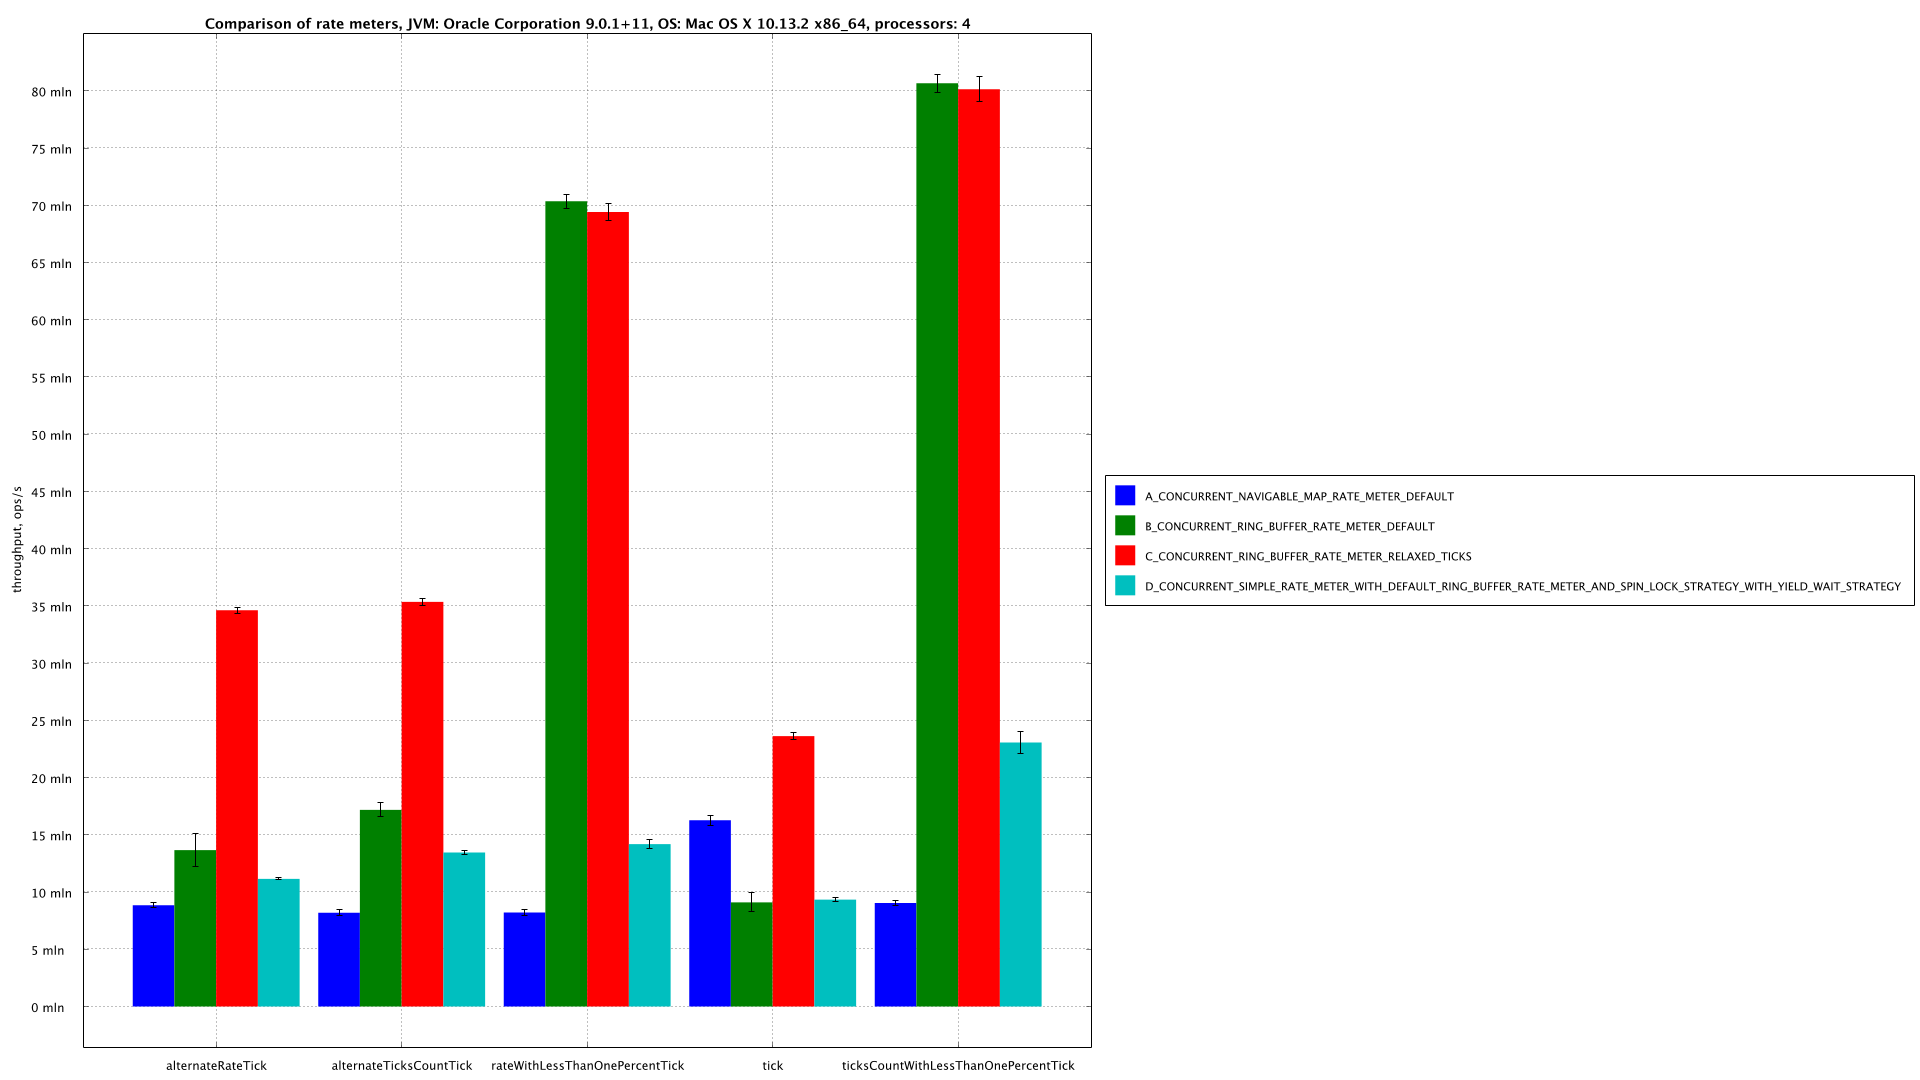 Comparison of rate meters, JVM: Oracle Corporation 9.0.1+11, OS: Mac OS X 10.13.2 x86_64, processors: 4
throughput, ops/s
80 mln
75 mln
70 mln
65 mln
60 mln
55 mln
50 mln
45 mln
40 mln
35 mln
30 mln
25 mln
20 mln
15 mln
10 mln
5 mln
0 mln
alternateRateTick
alternateTicksCountTick
rateWithLessThanOnePercentTick
tick
ticksCountWithLessThanOnePercentTick
A_CONCURRENT_NAVIGABLE_MAP_RATE_METER_DEFAULT
B_CONCURRENT_RING_BUFFER_RATE_METER_DEFAULT
C_CONCURRENT_RING_BUFFER_RATE_METER_RELAXED_TICKS
D_CONCURRENT_SIMPLE_RATE_METER_WITH_DEFAULT_RING_BUFFER_RATE_METER_AND_SPIN_LOCK_STRATEGY_WITH_YIELD_WAIT_STRATEGY